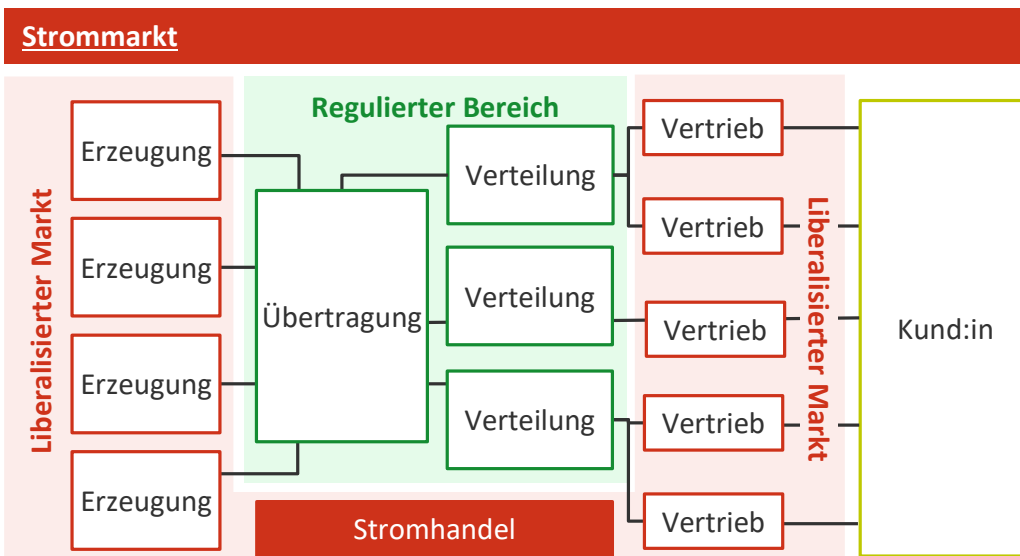 Strommarkt
Liberalisierter Markt
Erzeugung
Erzeugung
Erzeugung
Erzeugung
Regulierter Bereich
Übertragung
Verteilung
Verteilung
Verteilung
Stromhandel
Vertrieb
Vertrieb
Vertrieb
Vertrieb
Vertrieb
Liberalisierter Markt
Kund:in